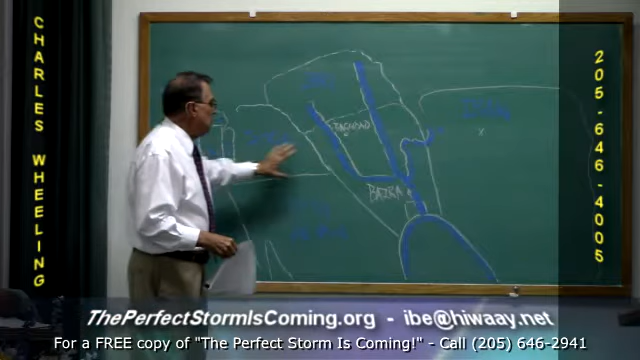 CHARLES WHEELING
205-646-4005
BAGHDAD
BAZRA
x
ThePerfectStormIsComing.org - ibe@hiwaay.net
For a FREE copy of "The Perfect Storm Is Coming!" - Call (205) 646-2941